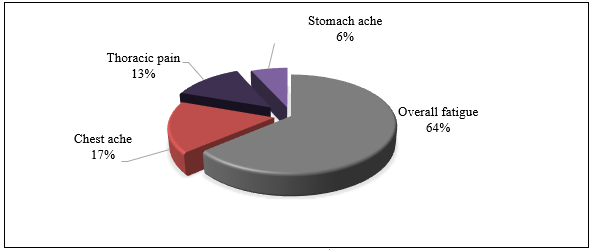 Stomach ache
6%
Thoracic pain
13%
Overall fatigue
64%
Chest ache
17%